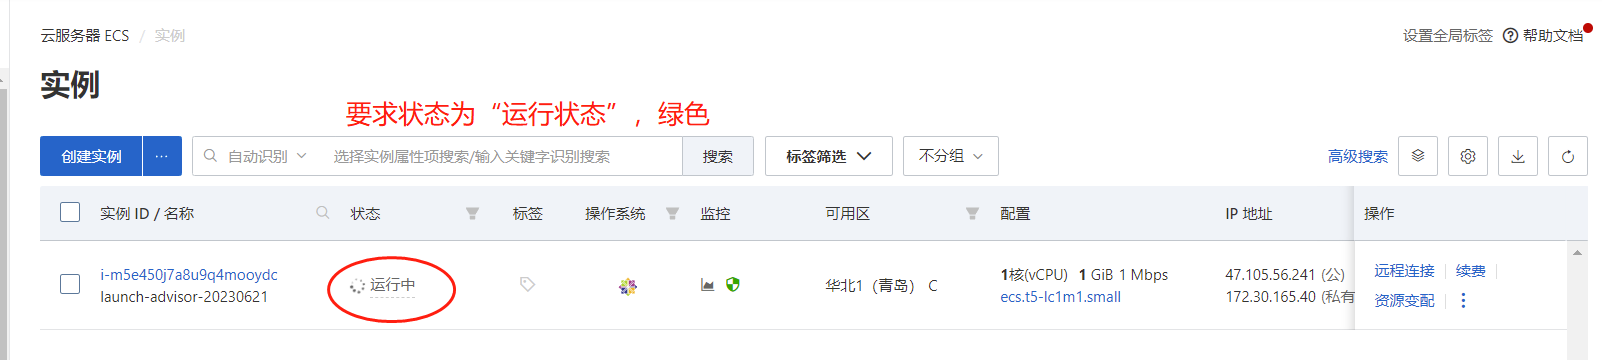 云服务器 ECS / 实例
设置全局标签 帮助文档
实例
要求状态为“运行状态”，绿色
创建实例 ··· 自动识别 选择实例属性项搜索/输入关键字识别搜索 搜索 标签筛选 不分组 高级搜索
实例 ID / 名称 状态 标签 操作系统 监控 可用区 配置 IP 地址 操作
i-m5e450j7a8u9q4mooydc
launch-advisor-20230621
运行中
华北1（青岛） C
1核(vCPU) 1 GiB 1 Mbps
ecs.t5-lc1m1.small
47.105.56.241 (公)
172.30.165.40 (私有
远程连接 续费
资源变配